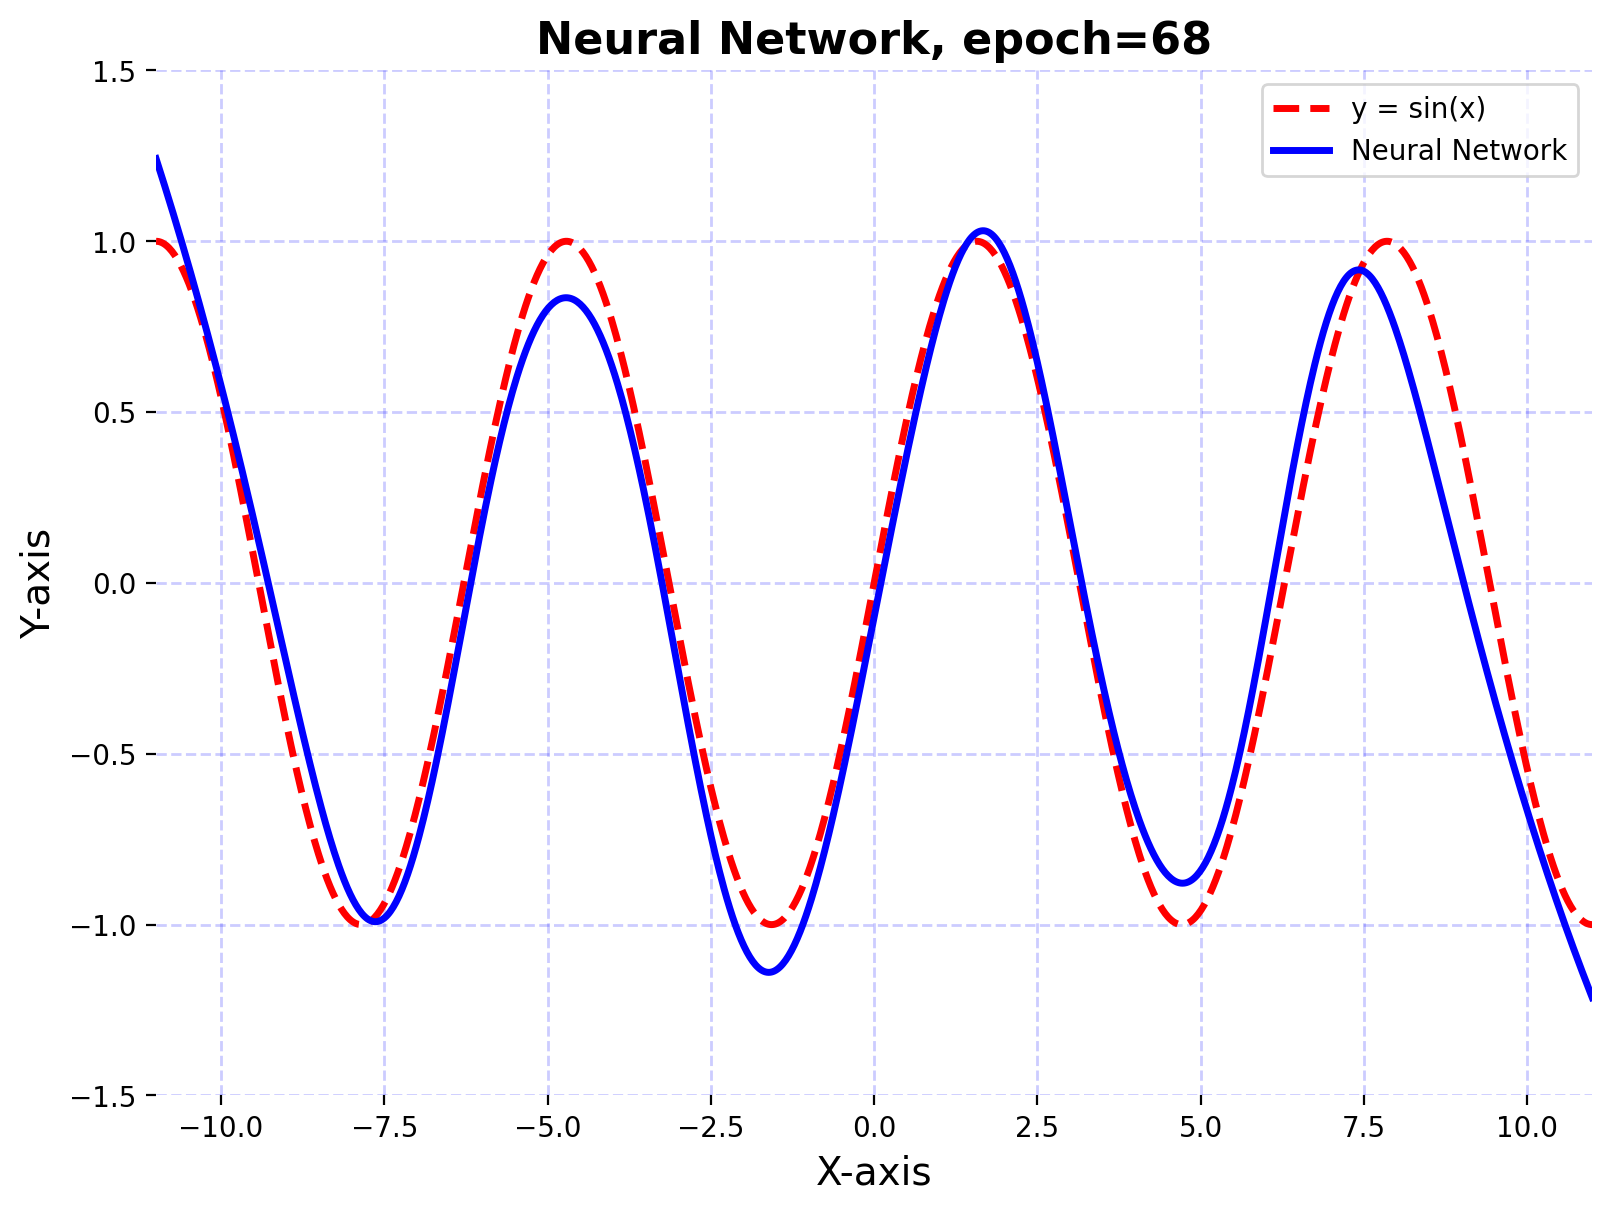 Neural Network, epoch=68
1.5
1.0
0.5
0.0
−0.5
−1.0
−1.5
Y-axis
y = sin(x)
Neural Network
−10.0 −7.5 −5.0 −2.5 0.0 2.5 5.0 7.5 10.0
X-axis